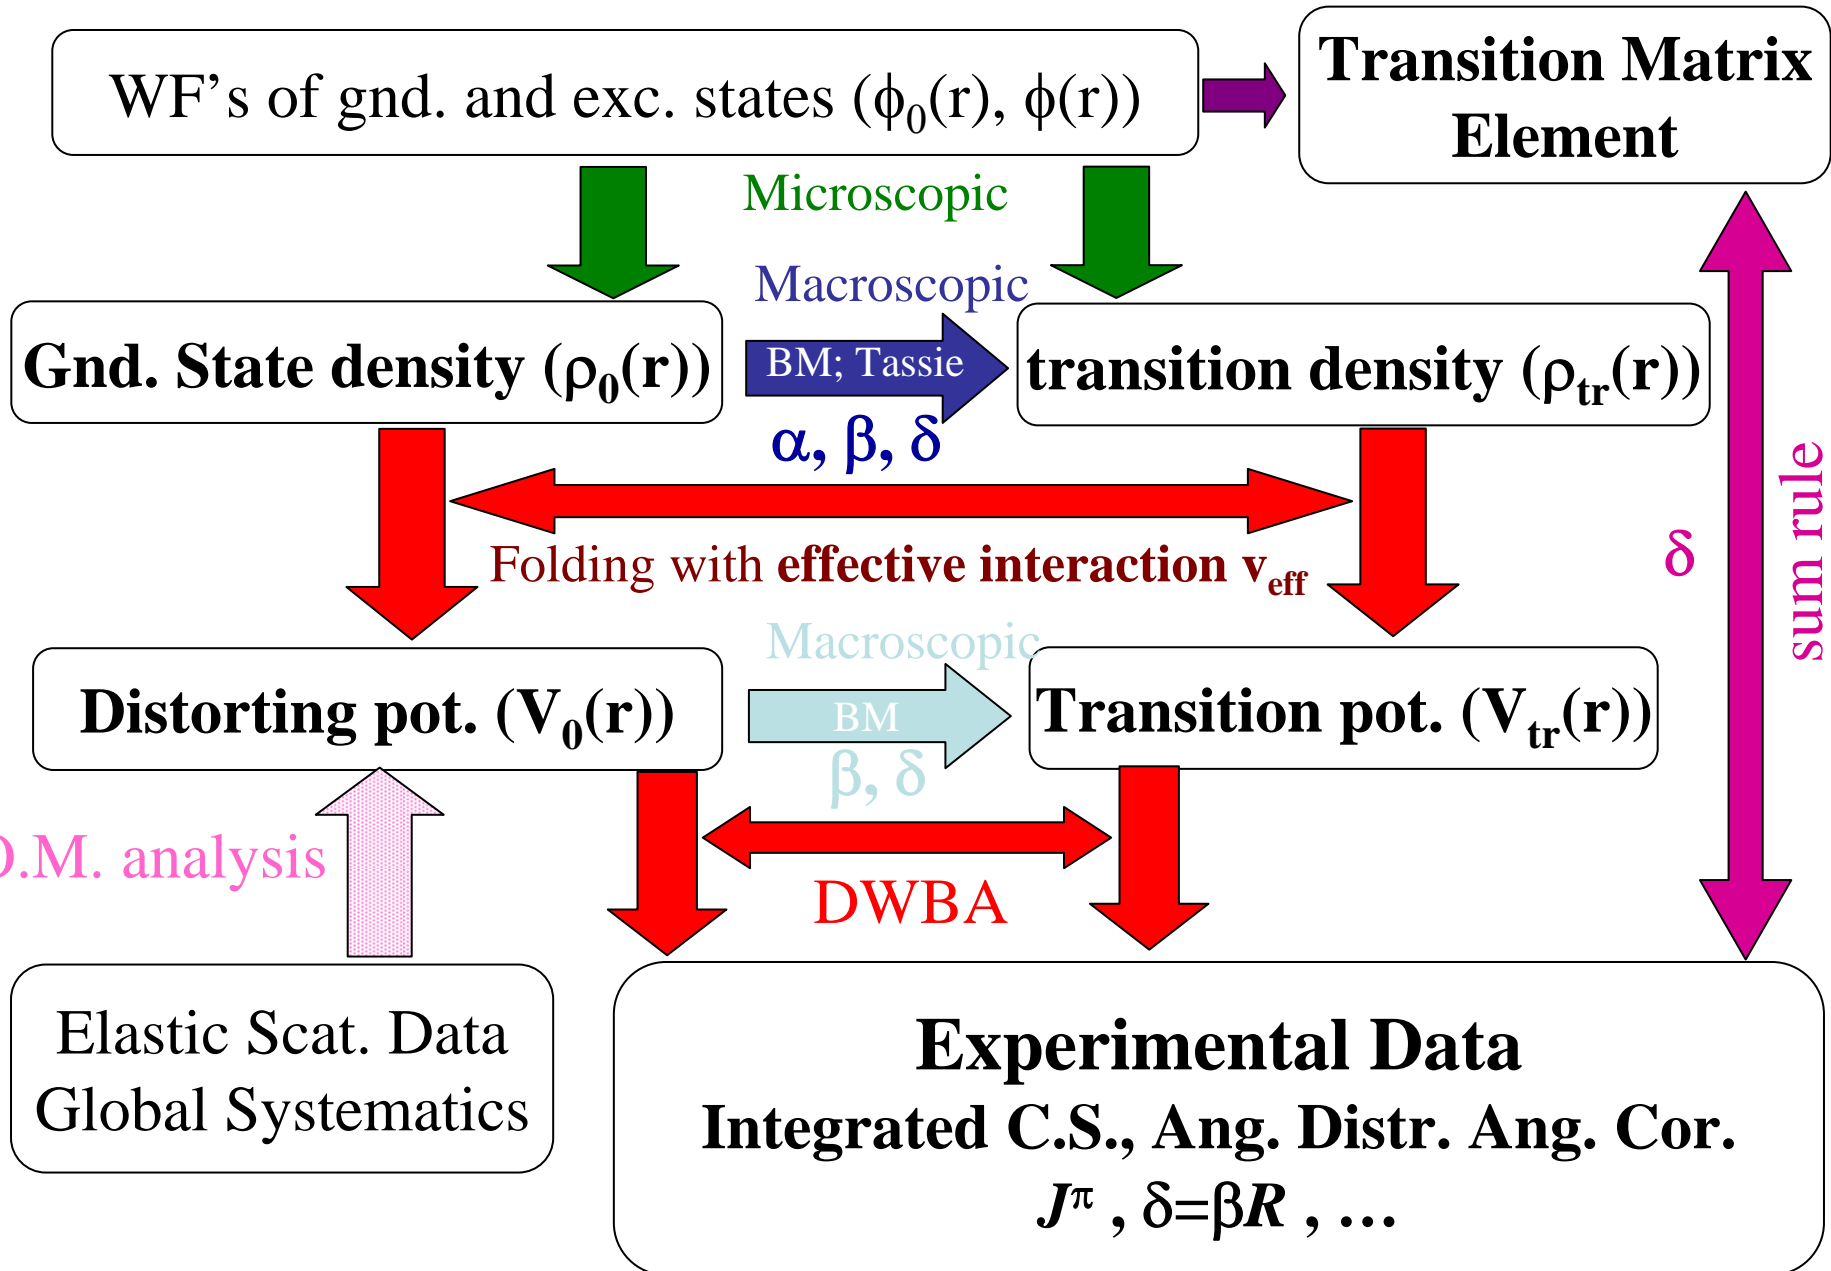 WF’s of gnd. and exc. states (ϕ₀(r), ϕ(r))
Transition Matrix
Element
Microscopic
Macroscopic
Gnd. State density (ρ₀(r))
BM; Tassie
transition density (ρtr(r))
α, β, δ
Folding with effective interaction veff
δ
sum rule
Macroscopic
Distorting pot. (V₀(r))
BM
Transition pot. (Vtr(r))
β, δ
.M. analysis
DWBA
Elastic Scat. Data
Global Systematics
Experimental Data
Integrated C.S., Ang. Distr. Ang. Cor.
Jπ , δ=βR , …